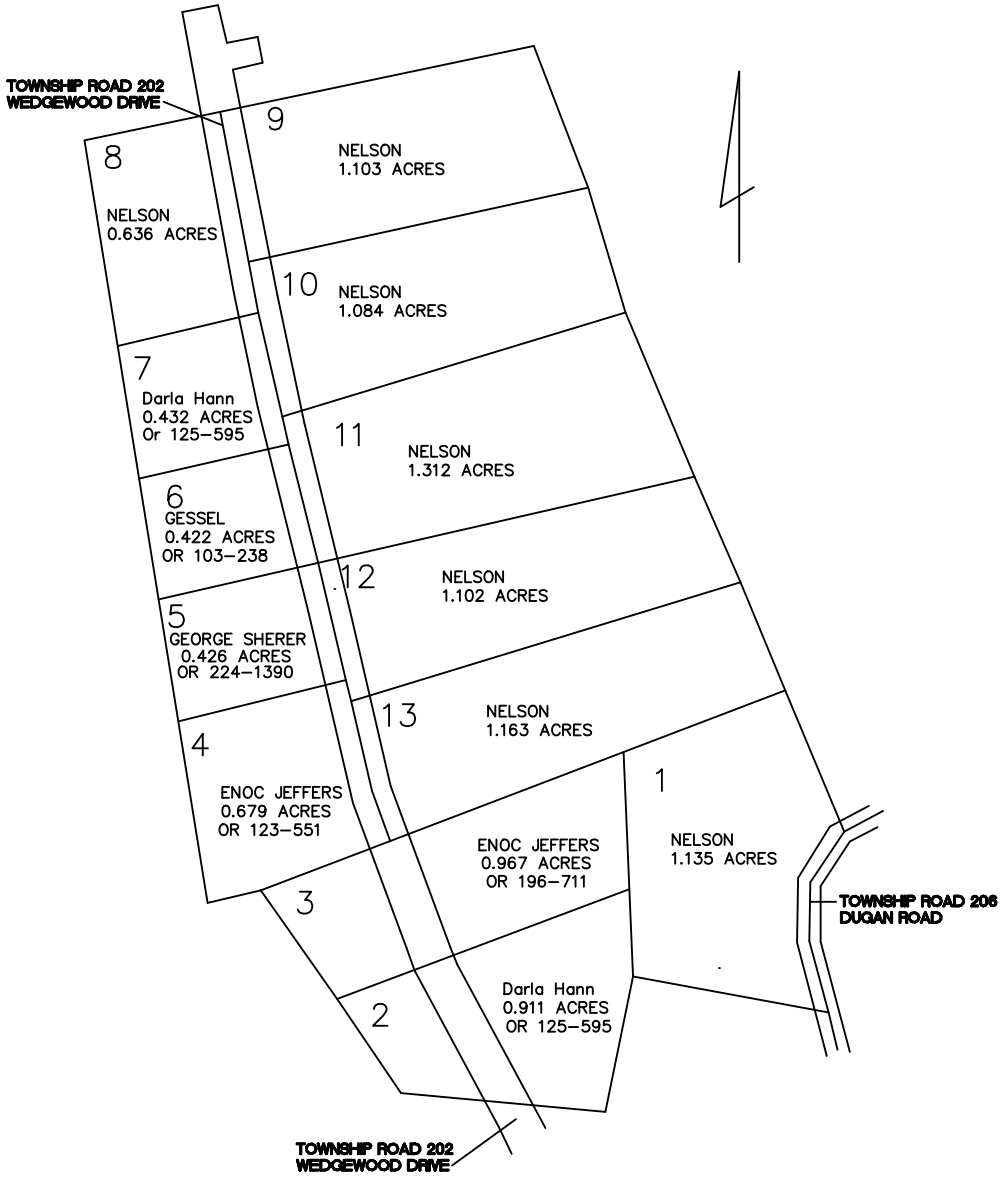 TOWNSHIP ROAD 202
WEDGEWOOD DRIVE
9
NELSON
1.103 ACRES
8
NELSON
0.636 ACRES
10
NELSON
1.084 ACRES
7
Darla Hann
0.432 ACRES
Or 125-595
11
NELSON
1.312 ACRES
6
GESSEL
0.422 ACRES
OR 103-238
12
NELSON
1.102 ACRES
5
GEORGE SHERER
0.426 ACRES
OR 224-1390
13
NELSON
1.163 ACRES
4
ENOC JEFFERS
0.679 ACRES
OR 123-551
1
NELSON
1.135 ACRES
ENOC JEFFERS
0.967 ACRES
OR 196-711
3
TOWNSHIP ROAD 206
DUGAN ROAD
2
Darla Hann
0.911 ACRES
OR 125-595
TOWNSHIP ROAD 202
WEDGEWOOD DRIVE